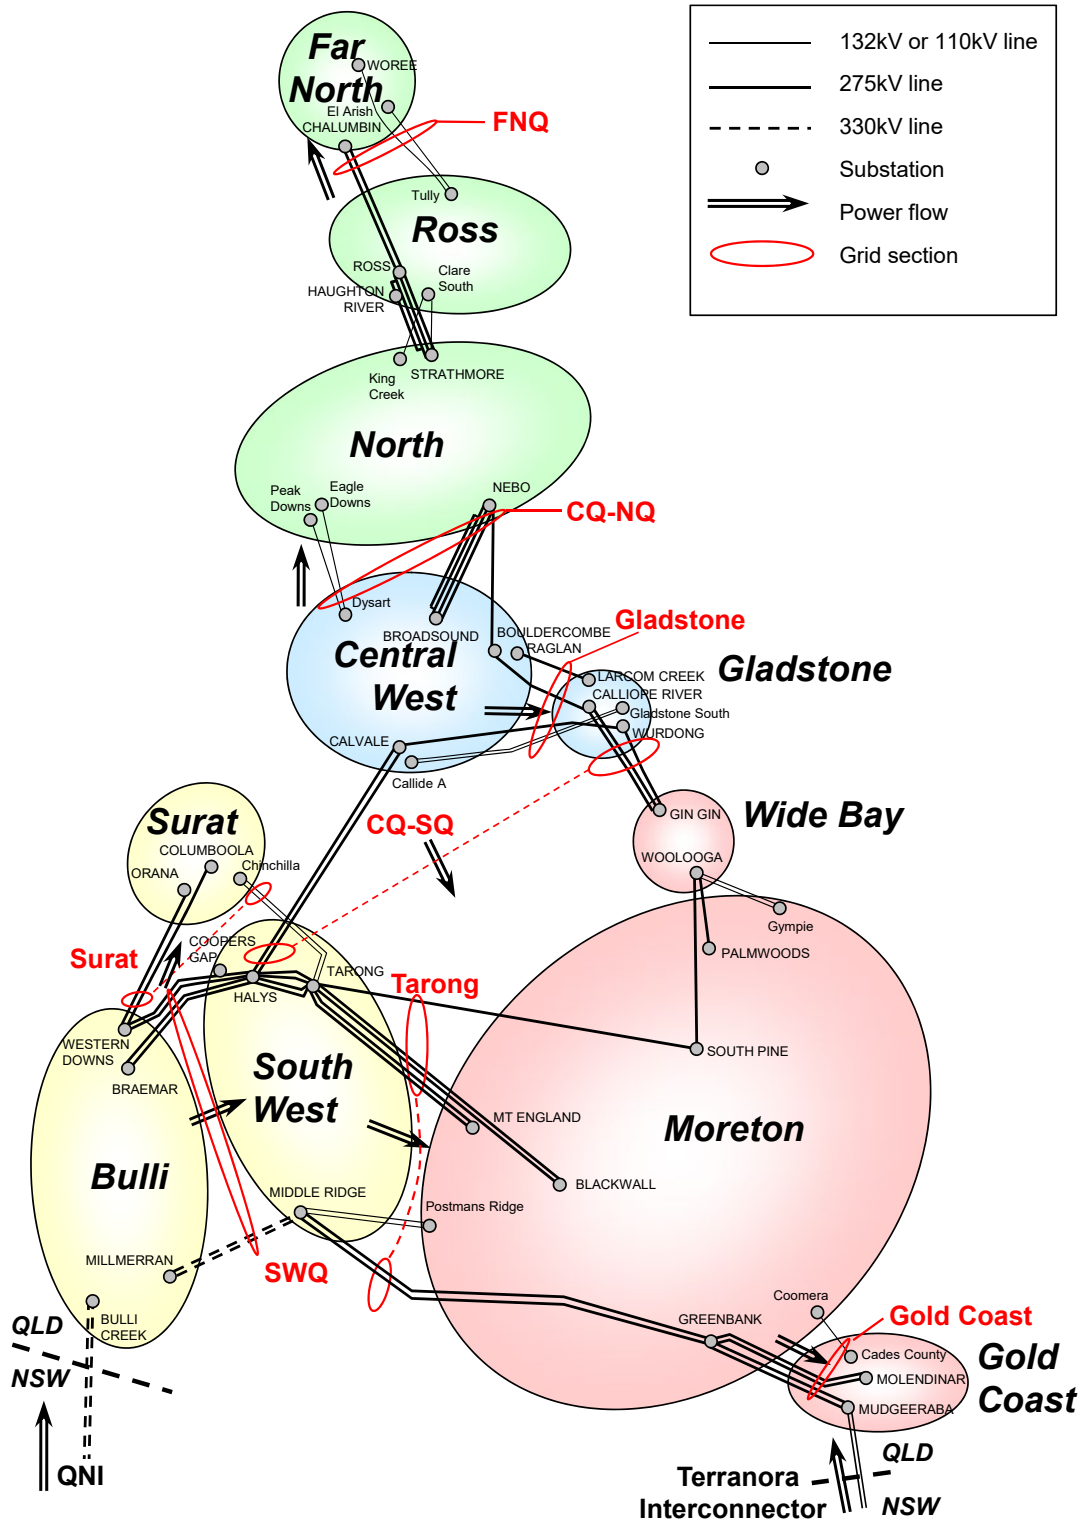 132kV or 110kV line
275kV line
330kV line
Substation
Power flow
Grid section
Far
North
WOREE
El Arish
CHALUMBIN
FNQ
Tully
Ross
ROSS
Clare
South
HAUGHTON
RIVER
King
Creek
STRATHMORE
North
Peak
Downs
Eagle
Downs
NEBO
CQ-NQ
Dysart
BROADSOUND
BOULDERCOMBE
RAGLAN
Gladstone
Central
West
LARCOM CREEK
CALLIOPE RIVER
Gladstone South
WURDONG
Gladstone
CALVALE
Callide A
Surat
COLUMBOOLA
ORANA
Chinchilla
CQ-SQ
GIN GIN
WOOLOOGA
Wide Bay
Gympie
PALMWOODS
Surat
COOPERS
GAP
HALYS
TARONG
Tarong
WESTERN
DOWNS
BRAEMAR
SOUTH PINE
South
West
MT ENGLAND
Moreton
Bulli
BLACKWALL
MIDDLE RIDGE
Postmans Ridge
MILLMERRAN
SWQ
BULLI
CREEK
QLD
NSW
QNI
Coomera
GREENBANK
Gold Coast
Cades County
MOLENDINAR
MUDGEERABA
Gold
Coast
QLD
Terranora
Interconnector
NSW